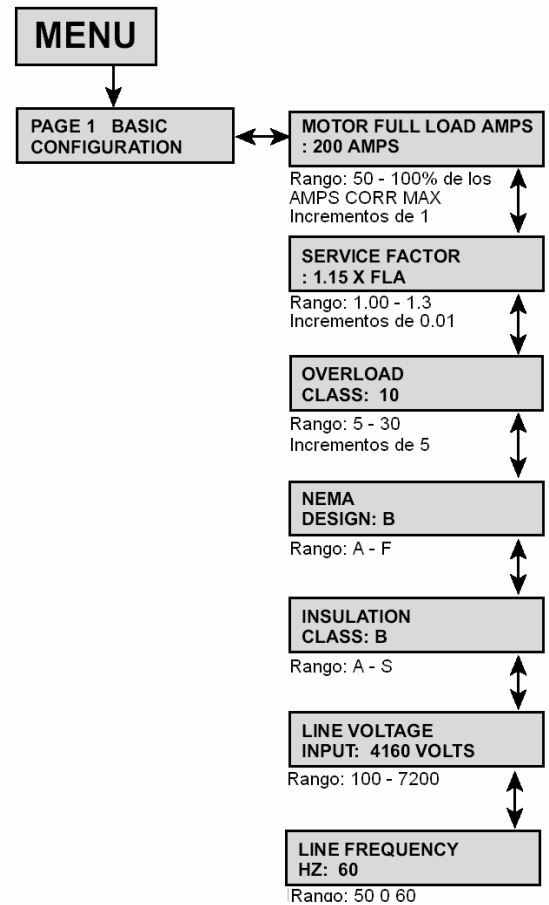 MENU
PAGE 1 BASIC
CONFIGURATION
MOTOR FULL LOAD AMPS
: 200 AMPS
Rango: 50 - 100% de los
AMPS CORR MAX
Incrementos de 1
SERVICE FACTOR
: 1.15 X FLA
Rango: 1.00 - 1.3
Incrementos de 0.01
OVERLOAD
CLASS: 10
Rango: 5 - 30
Incrementos de 5
NEMA
DESIGN: B
Rango: A - F
INSULATION
CLASS: B
Rango: A - S
LINE VOLTAGE
INPUT: 4160 VOLTS
Rango: 100 - 7200
LINE FREQUENCY
HZ: 60
Rango: 50 0 60